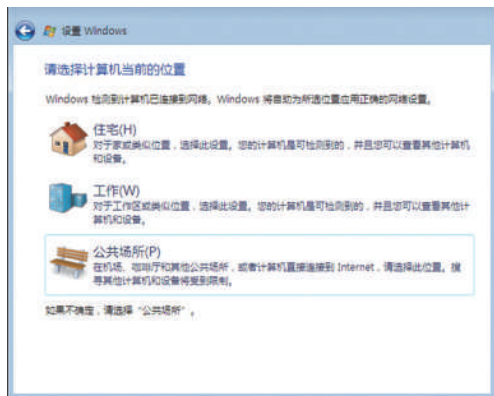 设置 Windows
请选择计算机当前的位置
Windows 检测到计算机已连接到网络。Windows 将自动为所选位置应用正确的网络设置。
住宅(H)
对于家或类似位置，选择此设置。您的计算机是可检测到的，并且您可以查看其他计算机
和设备。
工作(W)
对于工作区或类似位置，选择此设置。您的计算机是可检测到的，并且您可以查看其他计
算机和设备。
公共场所(P)
在机场、咖啡厅和其他公共场所，或者计算机直接连接到 Internet，请选择此位置。搜
寻其他计算机和设备将受到限制。
如果不确定，请选择“公共场所”。